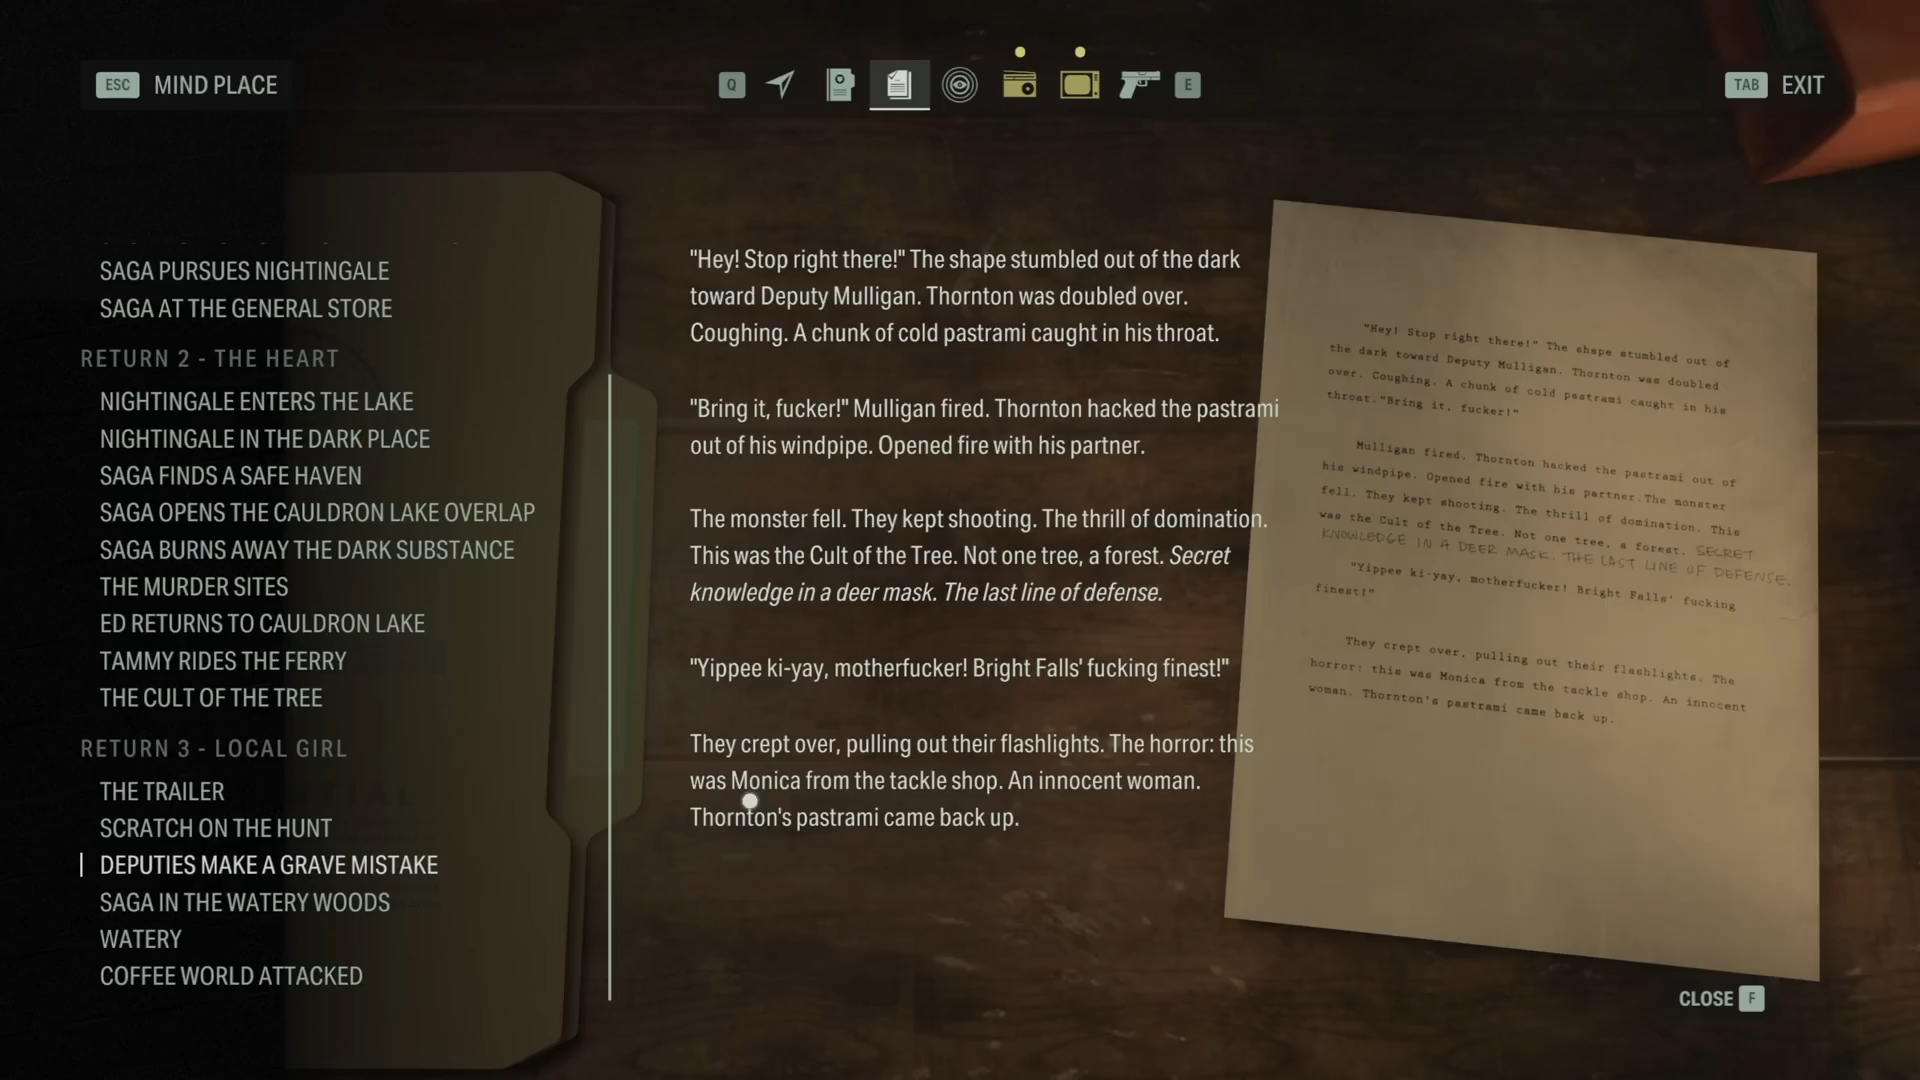 ESC MIND PLACE
Q
E
TAB EXIT
SAGA PURSUES NIGHTINGALE
SAGA AT THE GENERAL STORE
RETURN 2 - THE HEART
NIGHTINGALE ENTERS THE LAKE
NIGHTINGALE IN THE DARK PLACE
SAGA FINDS A SAFE HAVEN
SAGA OPENS THE CAULDRON LAKE OVERLAP
SAGA BURNS AWAY THE DARK SUBSTANCE
THE MURDER SITES
ED RETURNS TO CAULDRON LAKE
TAMMY RIDES THE FERRY
THE CULT OF THE TREE
RETURN 3 - LOCAL GIRL
THE TRAILER
SCRATCH ON THE HUNT
DEPUTIES MAKE A GRAVE MISTAKE
SAGA IN THE WATERY WOODS
WATERY
COFFEE WORLD ATTACKED
"Hey! Stop right there!" The shape stumbled out of the dark
toward Deputy Mulligan. Thornton was doubled over.
Coughing. A chunk of cold pastrami caught in his throat.
"Bring it, fucker!" Mulligan fired. Thornton hacked the pastrami
out of his windpipe. Opened fire with his partner.
The monster fell. They kept shooting. The thrill of domination.
This was the Cult of the Tree. Not one tree, a forest. Secret
knowledge in a deer mask. The last line of defense.
"Yippee ki-yay, motherfucker! Bright Falls' fucking finest!"
They crept over, pulling out their flashlights. The horror: this
was Monica from the tackle shop. An innocent woman.
Thornton's pastrami came back up.
"Hey! Stop right there!" The shape stumbled out of
the dark toward Deputy Mulligan. Thornton was doubled
over. Coughing. A chunk of cold pastrami caught in his
throat."Bring it, fucker!"
Mulligan fired. Thornton hacked the pastrami out of
his windpipe. Opened fire with his partner.The monster
fell. They kept shooting. The thrill of domination. This
was the Cult of the Tree. Not one tree, a forest. SECRET
KNOWLEDGE IN A DEER MASK. THE LAST LINE OF DEFENSE.
"Yippee ki-yay, motherfucker! Bright Falls' fucking
finest!"
They crept over, pulling out their flashlights. The
horror: this was Monica from the tackle shop. An innocent
woman. Thornton's pastrami came back up.
CLOSE F